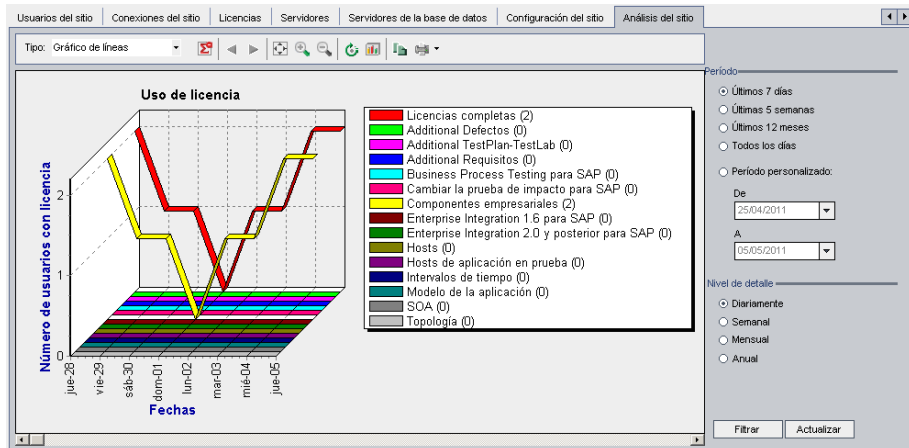 Usuarios del sitio
Conexiones del sitio
Licencias
Servidores
Servidores de la base de datos
Configuración del sitio
Análisis del sitio
Tipo: Gráfico de líneas
Uso de licencia
Número de usuarios con licencia
2
1
0
jue-28
vie-29
sáb-30
dom-01
lun-02
mar-03
mié-04
jue-05
Fechas
Licencias completas (2)
Additional Defectos (0)
Additional TestPlan-TestLab (0)
Additional Requisitos (0)
Business Process Testing para SAP (0)
Cambiar la prueba de impacto para SAP (0)
Componentes empresariales (2)
Enterprise Integration 1.6 para SAP (0)
Enterprise Integration 2.0 y posterior para SAP (0)
Hosts (0)
Hosts de aplicación en prueba (0)
Intervalos de tiempo (0)
Modelo de la aplicación (0)
SOA (0)
Topología (0)
Período
Últimos 7 días
Últimas 5 semanas
Últimos 12 meses
Todos los días
Período personalizado:
De
25/04/2011
A
05/05/2011
Nivel de detalle
Diariamente
Semanal
Mensual
Anual
Filtrar
Actualizar